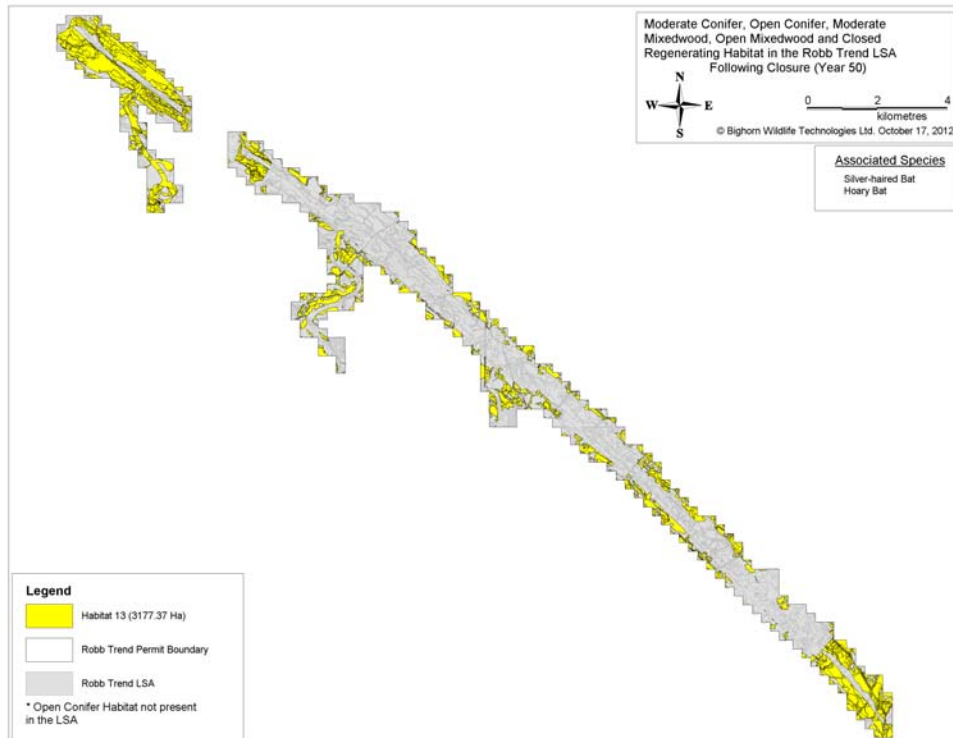 Moderate Conifer, Open Conifer, Moderate
Mixedwood, Open Mixedwood and Closed
Regenerating Habitat in the Robb Trend LSA
Following Closure (Year 50)
N
W E
S
0 2 4
kilometres
© Bighorn Wildlife Technologies Ltd. October 17, 2012
Associated Species
Silver-haired Bat
Hoary Bat
Legend
Habitat 13 (3177.37 Ha)
Robb Trend Permit Boundary
Robb Trend LSA
* Open Conifer Habitat not present
in the LSA